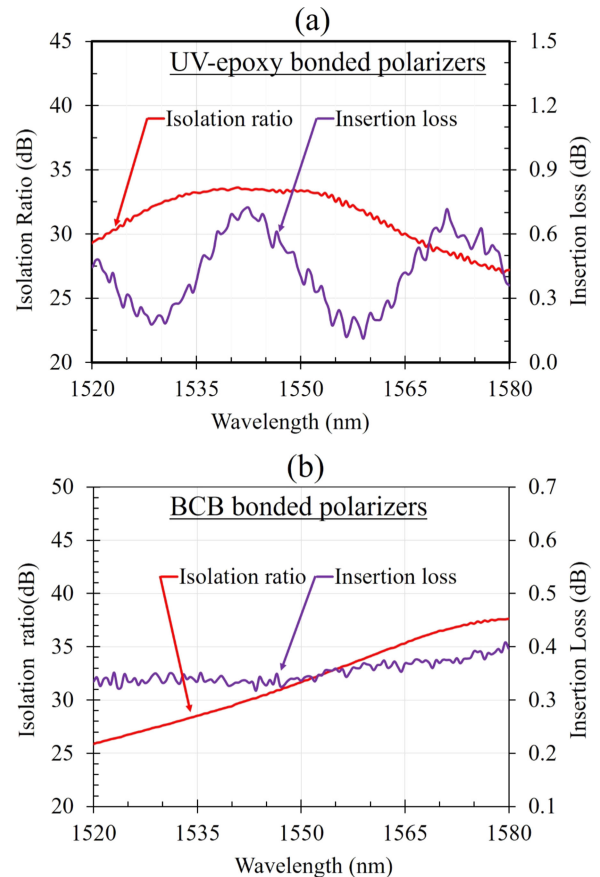 (a)
UV-epoxy bonded polarizers
Isolation ratio
Insertion loss
Isolation Ratio (dB)
45
40
35
30
25
20
Insertion loss (dB)
1.5
1.2
0.9
0.6
0.3
0.0
1520 1535 1550 1565 1580
Wavelength (nm)
(b)
BCB bonded polarizers
Isolation ratio
Insertion loss
Isolation ratio(dB)
50
45
40
37
31
25
20
Insertion Loss (dB)
0.7
0.6
0.5
0.4
0.3
0.2
0.1
1520 1535 1550 1565 1580
Wavelength (nm)